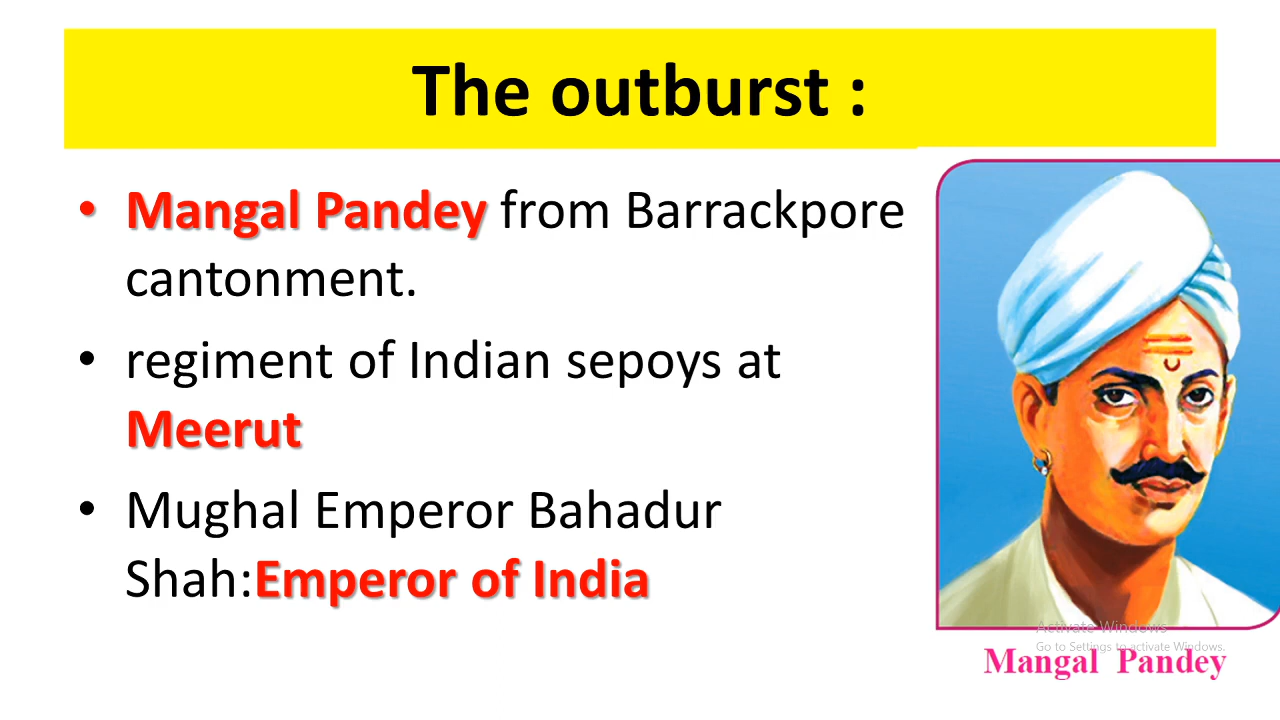 The outburst :
• Mangal Pandey from Barrackpore
cantonment.
• regiment of Indian sepoys at
Meerut
• Mughal Emperor Bahadur
Shah:Emperor of India
Activate Windows
Go to Settings to activate Windows.
Mangal Pandey